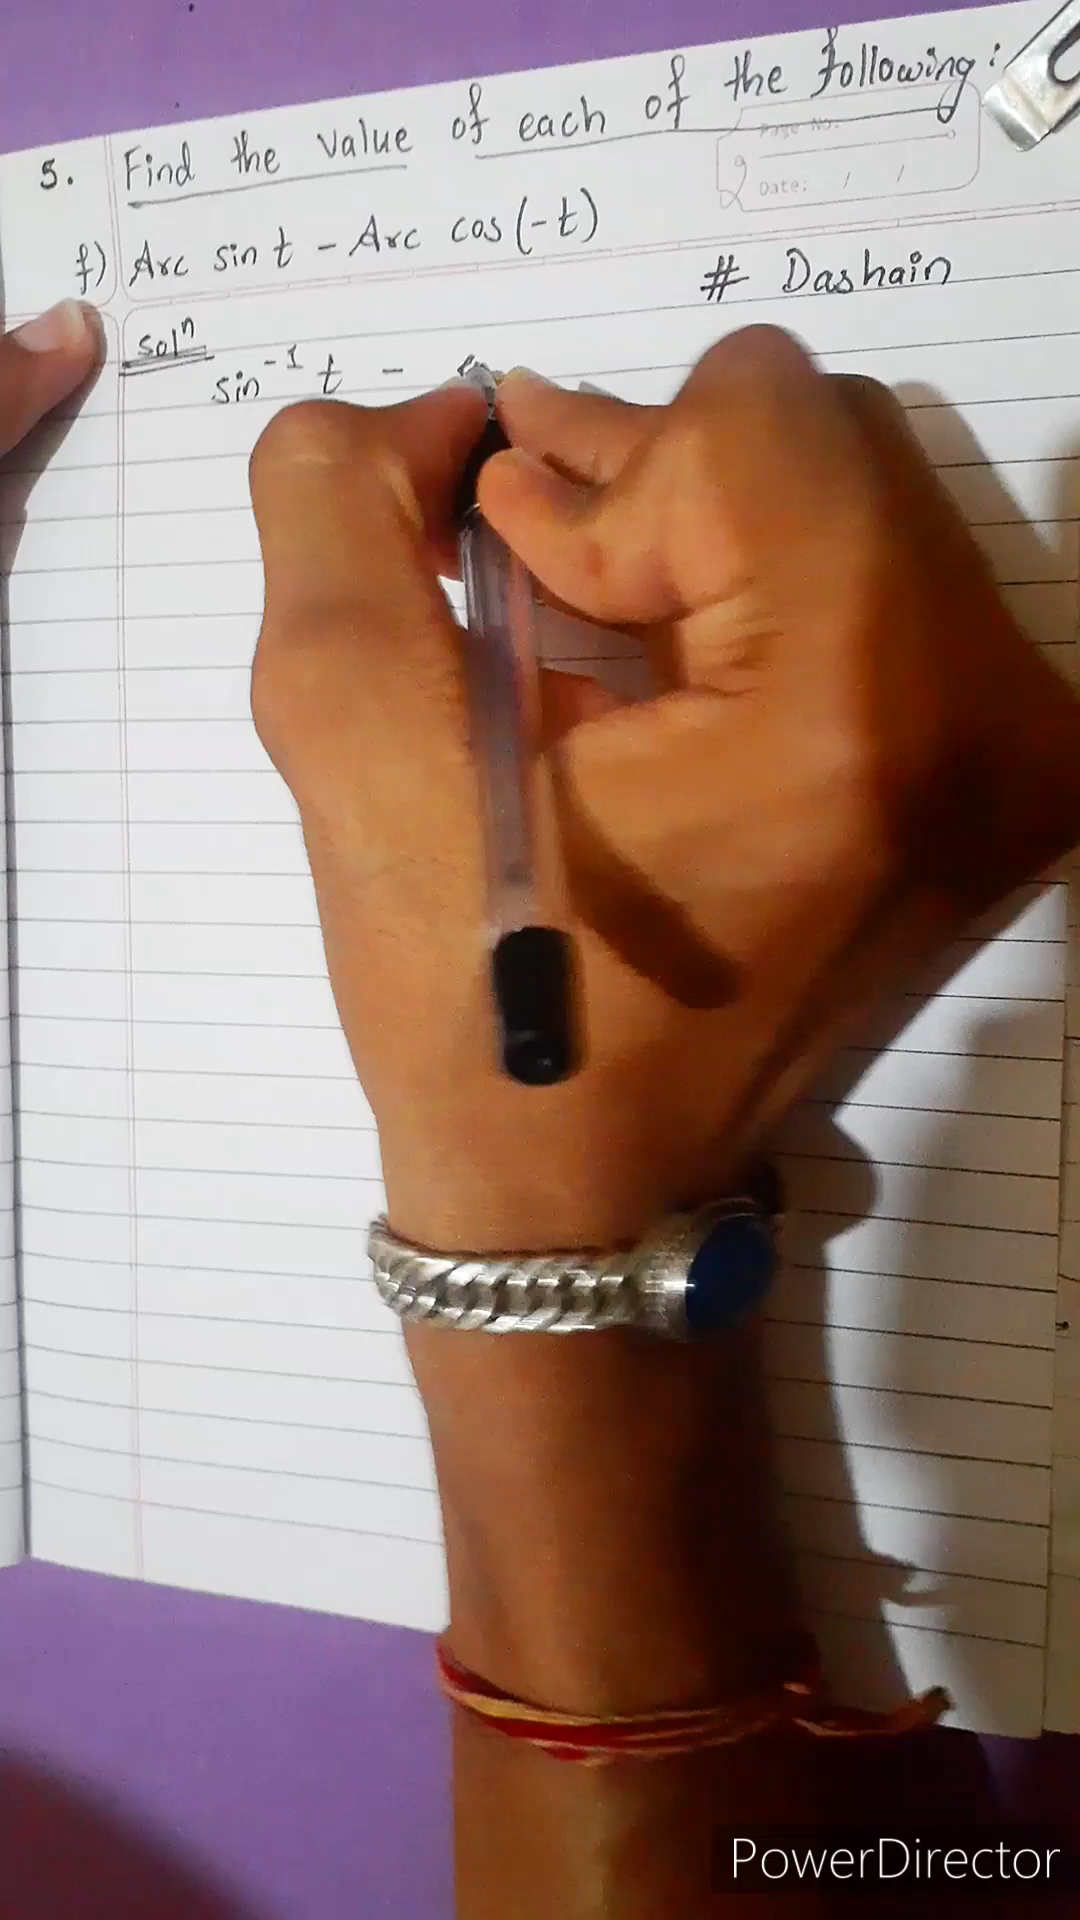 5. Find the value of each of the following:
Page No.
Date: / /
f) Arc sin t - Arc cos (-t)
# Dashain
Solⁿ
sin⁻¹ t -
PowerDirector